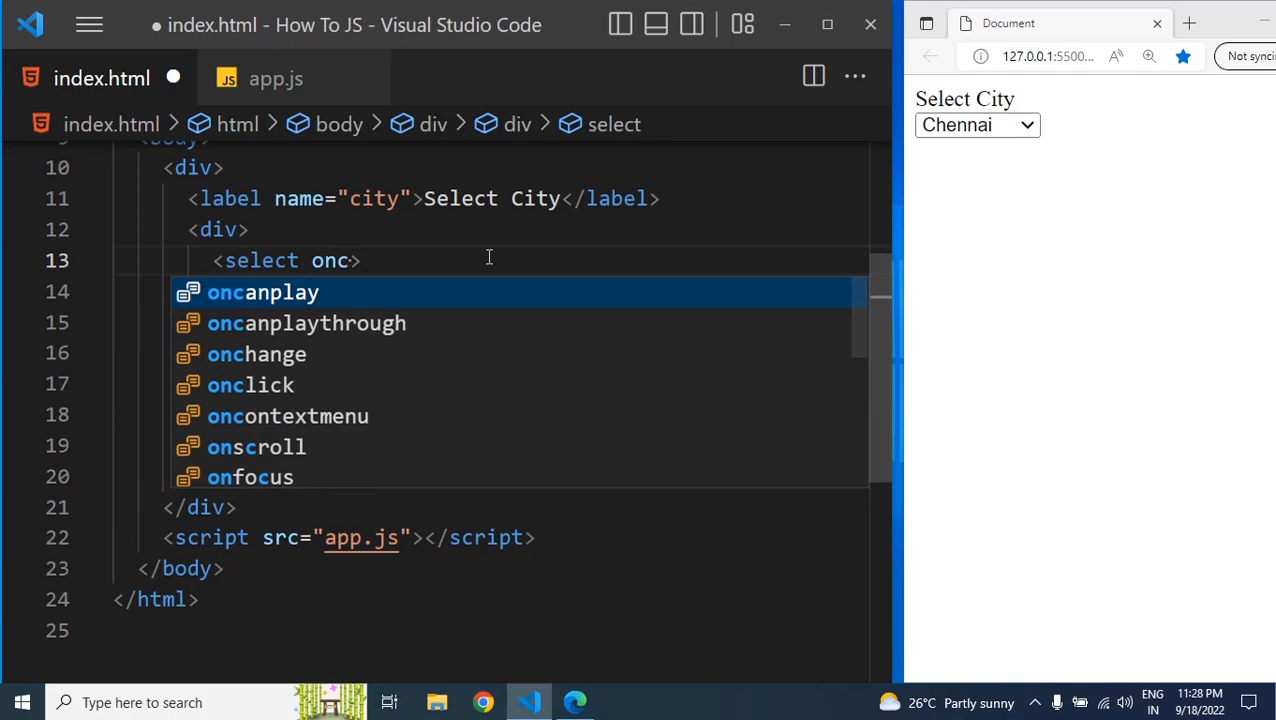 ● index.html - How To JS - Visual Studio Code
index.html ●
JS app.js
index.html > html > body > div > div > select
9 <body>
10 <div>
11 <label name="city">Select City</label>
12 <div>
13 <select onc>
14 oncanplay
15 oncanplaythrough
16 onchange
17 onclick
18 oncontextmenu
19 onscroll
20 onfocus
21 </div>
22 <script src="app.js"></script>
23 </body>
24 </html>
25
Document
127.0.0.1:5500...
Not syncin
Select City
Chennai
Type here to search
26°C Partly sunny
ENG
IN
11:28 PM
9/18/2022